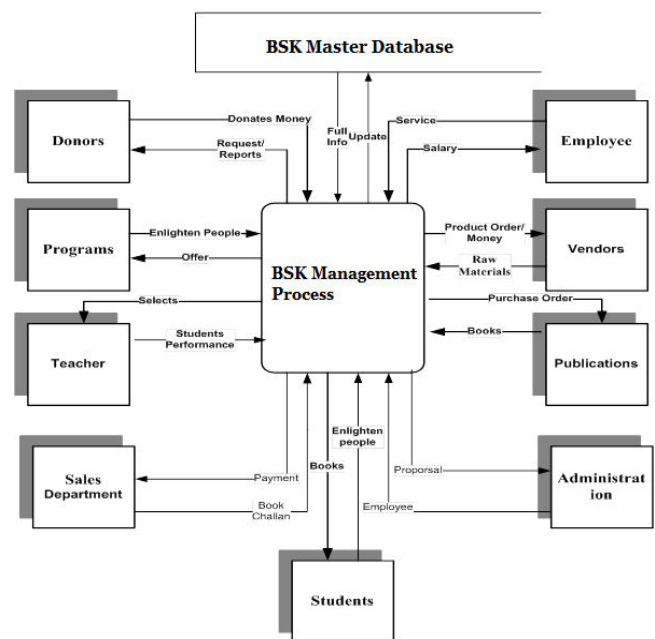 BSK Master Database
Donates Money
Full
Info
Update
Service
Donors
Request/
Reports
Salary
Employee
Programs
Enlighten People
Offer
BSK Management
Process
Product Order/
Money
Raw
Materials
Vendors
Selects
Purchase Order
Teacher
Students
Performance
Books
Publications
Sales
Department
Payment
Book
Challan
Books
Enlighten
people
Proporsal
Employee
Administrat
ion
Students